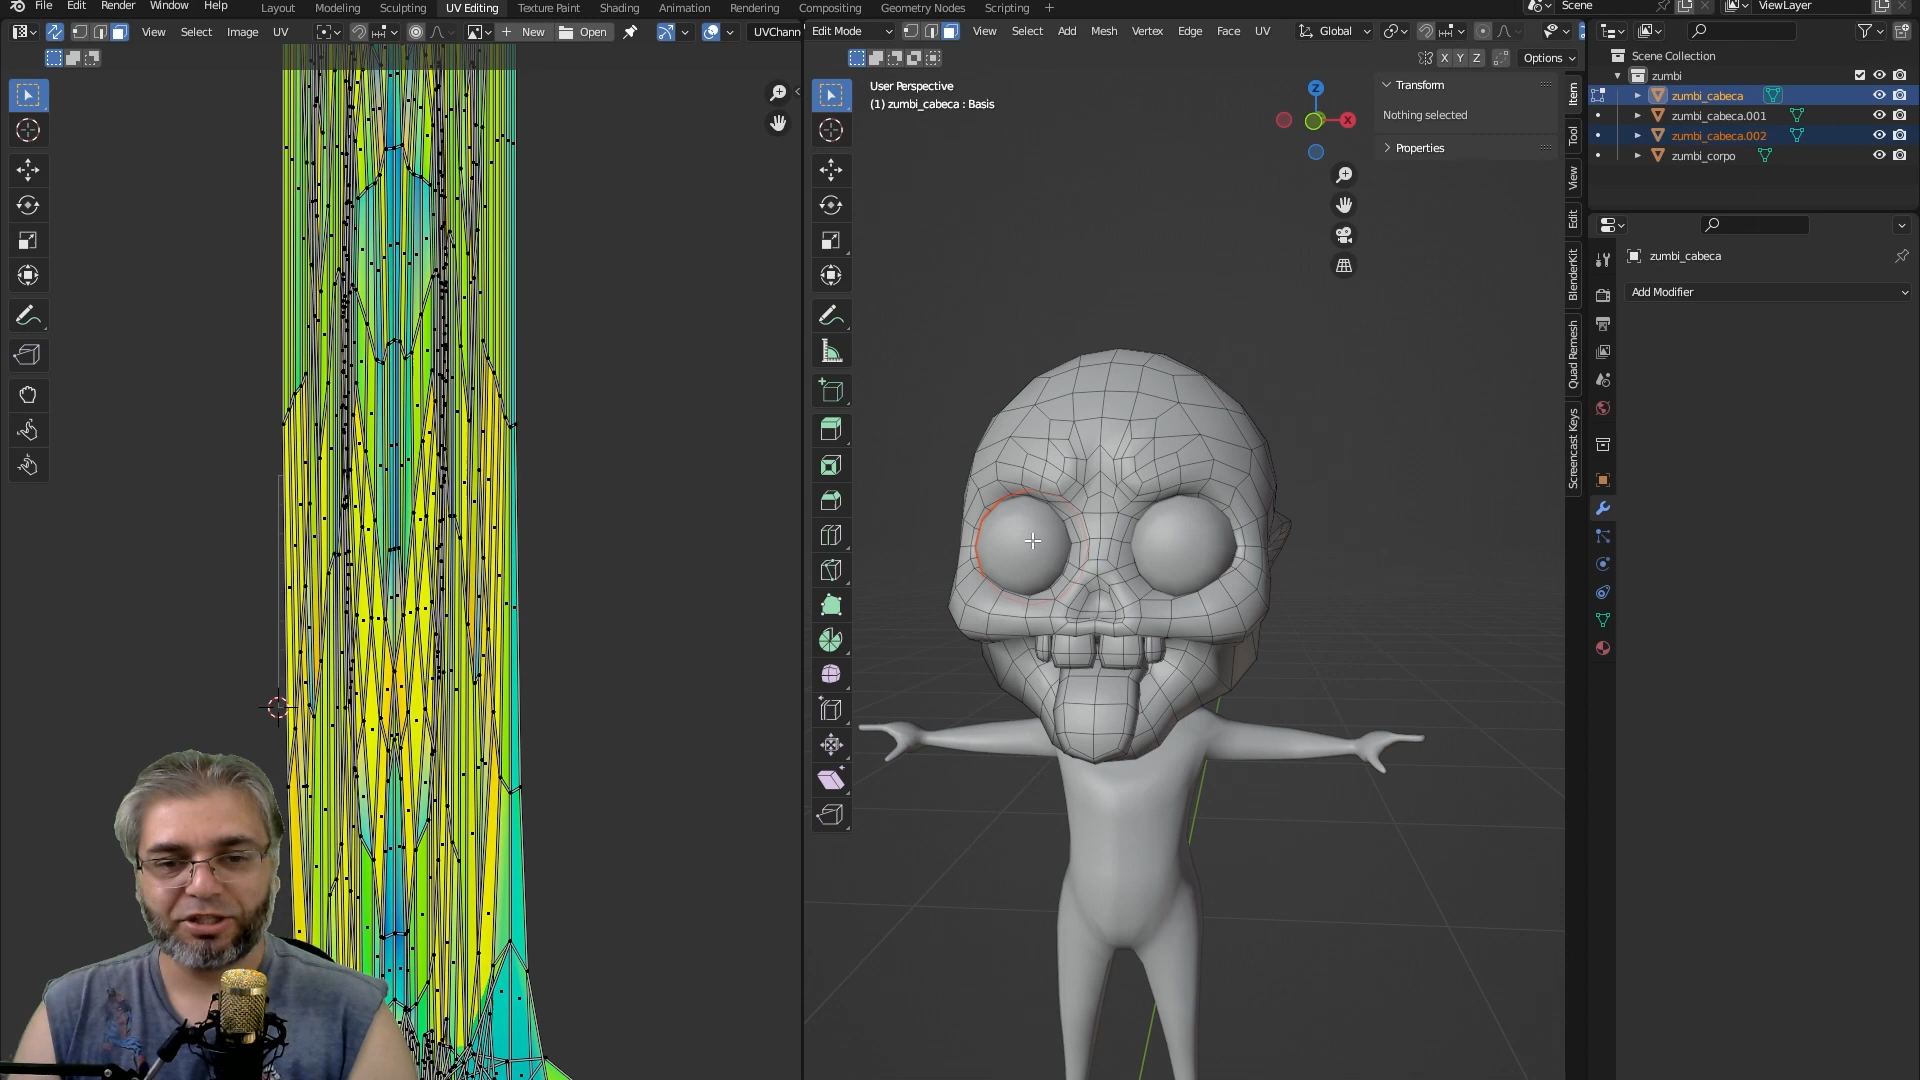 File Edit Render Window Help
Layout Modeling Sculpting UV Editing Texture Paint Shading Animation Rendering Compositing Geometry Nodes Scripting +
Scene
ViewLayer
View Select Image UV
New
Open
UVChann
Edit Mode
View Select Add Mesh Vertex Edge Face UV
Global
X Y Z
Options
User Perspective
(1) zumbi_cabeca : Basis
Z
X
Transform
Nothing selected
Properties
Item
Tool
View
Edit
BlenderKit
Quad Remesh
Screencast Keys
Scene Collection
zumbi
zumbi_cabeca
zumbi_cabeca.001
zumbi_cabeca.002
zumbi_corpo
zumbi_cabeca
Add Modifier